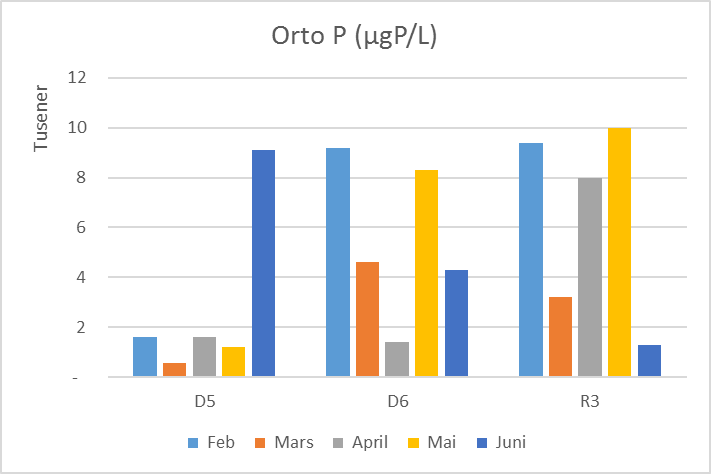 Orto P (µgP/L)
Tusener
12
10
8
6
4
2
-
D5 D6 R3
Feb Mars April Mai Juni